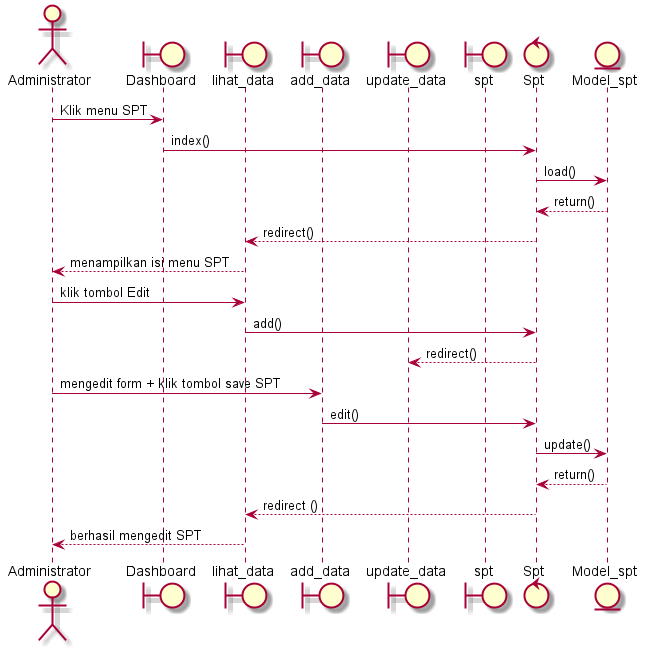 Administrator Dashboard lihat_data add_data update_data spt Spt Model_spt
Klik menu SPT
index()
load()
return()
redirect()
menampilkan isi menu SPT
klik tombol Edit
add()
redirect()
mengedit form + klik tombol save SPT
edit()
update()
return()
redirect ()
berhasil mengedit SPT
Administrator Dashboard lihat_data add_data update_data spt Spt Model_spt